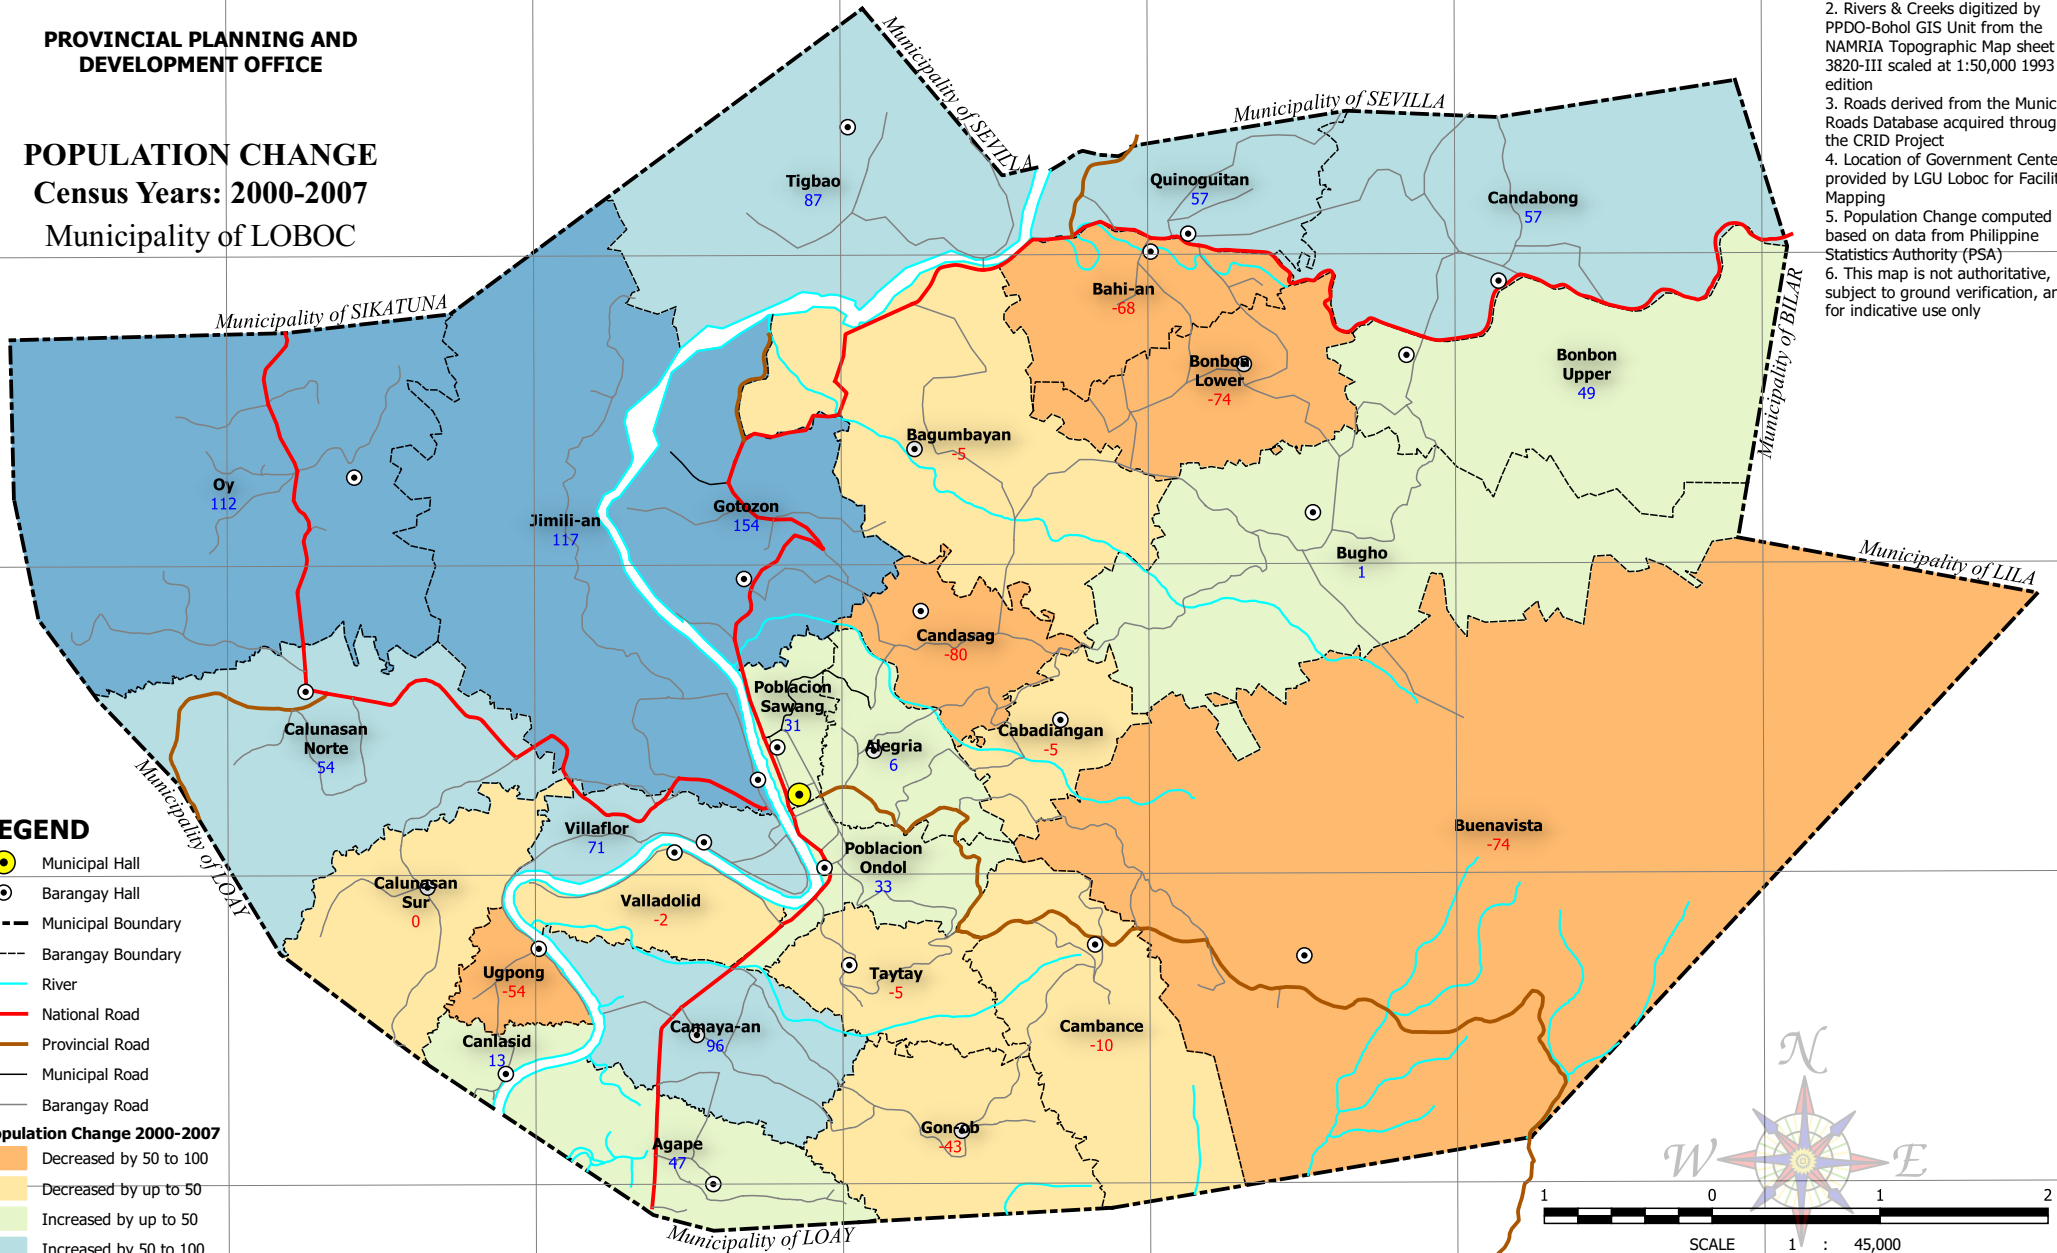 PROVINCIAL PLANNING AND
DEVELOPMENT OFFICE
POPULATION CHANGE
Census Years: 2000-2007
Municipality of LOBOC
2. Rivers & Creeks digitized by
PPDO-Bohol GIS Unit from the
NAMRIA Topographic Map sheet
3820-III scaled at 1:50,000 1993
edition
3. Roads derived from the Munic
Roads Database acquired throug
the CRID Project
4. Location of Government Cente
provided by LGU Loboc for Facilit
Mapping
5. Population Change computed
based on data from Philippine
Statistics Authority (PSA)
6. This map is not authoritative,
subject to ground verification, an
for indicative use only
Municipality of SEVILLA
Municipality of SEVILLA
Municipality of SIKATUNA
Municipality of BILAR
Municipality of LILA
Municipality of LOAY
Municipality of LOAY
Tigbao
87
Quinoguitan
57
Candabong
57
Bahi-an
-68
Bonbon
Lower
-74
Bonbon
Upper
49
Bagumbayan
-5
Oy
112
Jimili-an
117
Gotozon
154
Bugho
1
Candasag
-80
Poblacion
Sawang
31
Cabadiangan
-5
Calunasan
Norte
54
Alegria
6
Villaflor
71
Buenavista
-74
Poblacion
Ondol
33
Calunasan
Sur
0
Valladolid
-2
Ugpong
-54
Taytay
-5
Camaya-an
96
Cambance
-10
Canlasid
13
Gon-ob
-43
Agape
47
EGEND
Municipal Hall
Barangay Hall
Municipal Boundary
Barangay Boundary
River
National Road
Provincial Road
Municipal Road
Barangay Road
opulation Change 2000-2007
Decreased by 50 to 100
Decreased by up to 50
Increased by up to 50
Increased by 50 to 100
N
W
E
1 0 1 2
SCALE 1 : 45,000